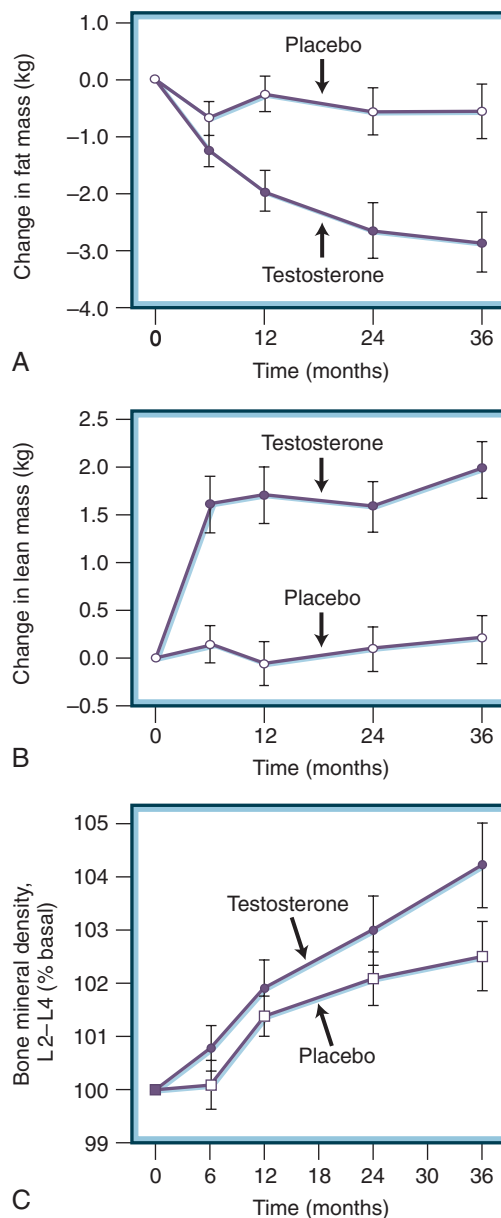 1.0
0.0
–1.0
–2.0
–3.0
–4.0
Change in fat mass (kg)
Placebo
Testosterone
0 12 24 36
Time (months)
A
2.5
2.0
1.5
1.0
0.5
0.0
–0.5
Change in lean mass (kg)
Testosterone
Placebo
0 12 24 36
Time (months)
B
105
104
103
102
101
100
99
Bone mineral density,
L2–L4 (% basal)
Testosterone
Placebo
0 6 12 18 24 30 36
Time (months)
C